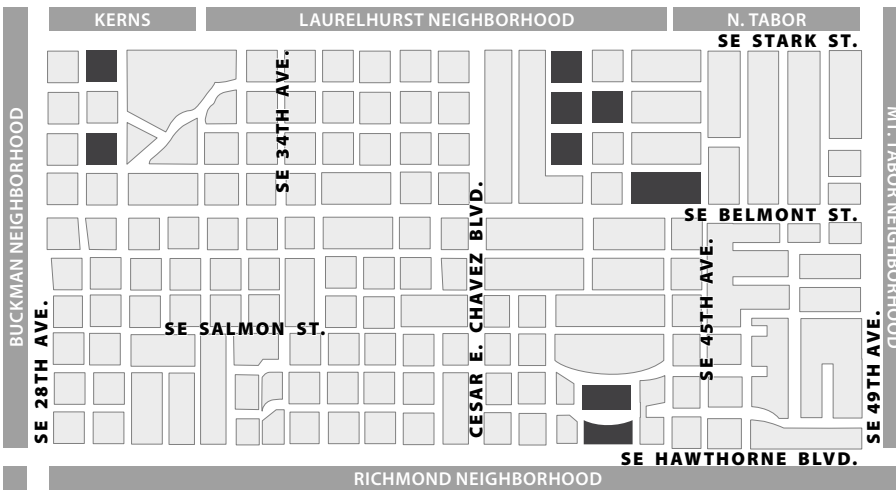 KERNS
LAURELHURST NEIGHBORHOOD
N. TABOR
SE STARK ST.
BUCKMAN NEIGHBORHOOD
SE 34TH AVE.
MT. TABOR NEIGHBORHOOD
CESAR E. CHAVEZ BLVD.
SE BELMONT ST.
SE 45TH AVE.
SE 28TH AVE.
SE SALMON ST.
SE 49TH AVE.
SE HAWTHORNE BLVD.
RICHMOND NEIGHBORHOOD